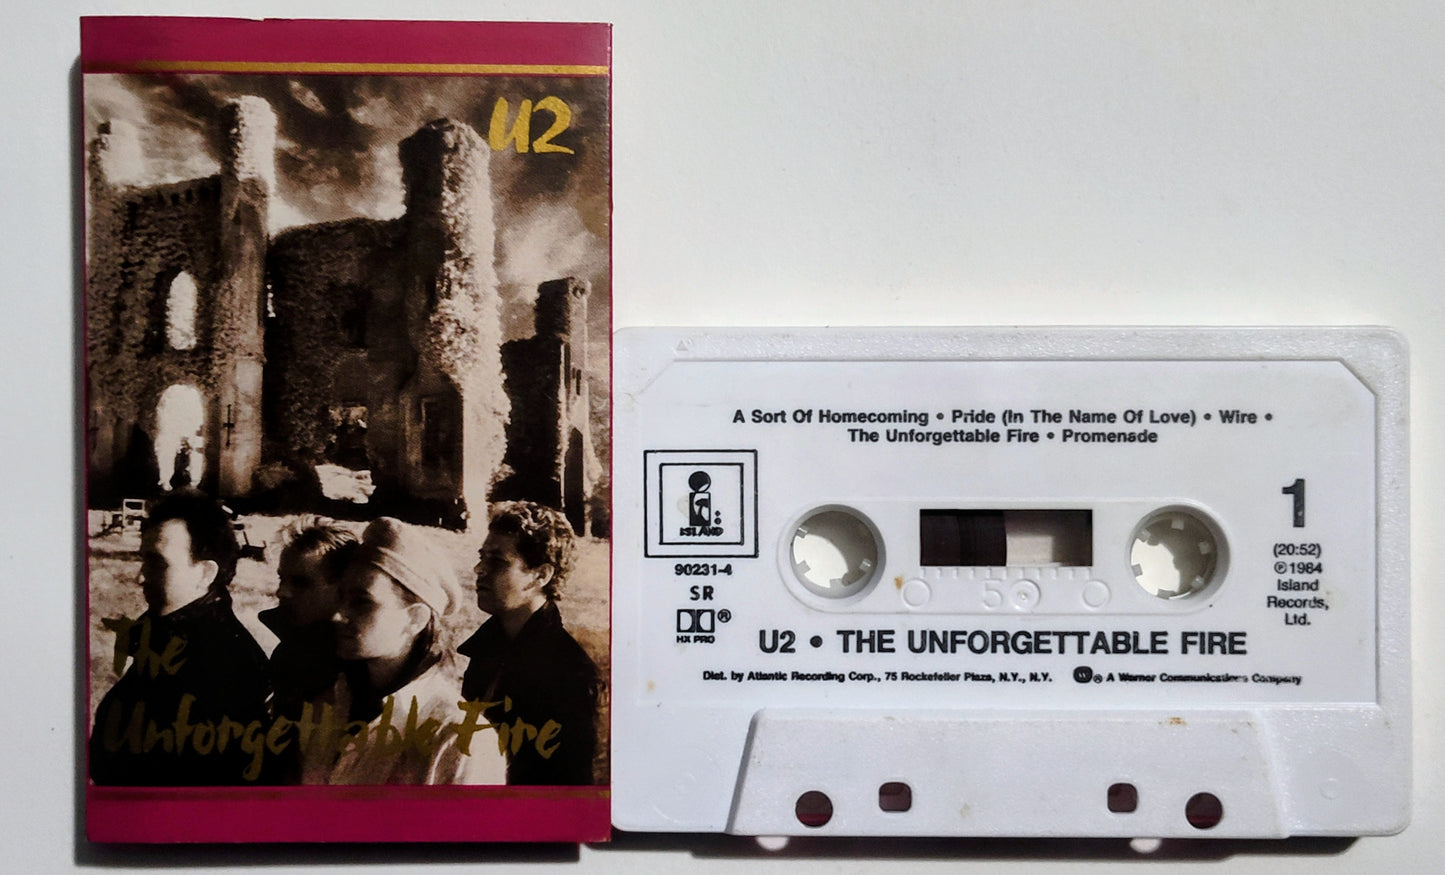 U2
The
Unforgettable Fire
A Sort Of Homecoming • Pride (In The Name Of Love) • Wire •
The Unforgettable Fire • Promenade
ISLAND
90231-4
SR
HX PRO
1
(20:52)
℗ 1984
Island
Records,
Ltd.
50
U2 • THE UNFORGETTABLE FIRE
Dist. by Atlantic Recording Corp., 75 Rockefeller Plaza, N.Y., N.Y. ® A Warner Communications Company